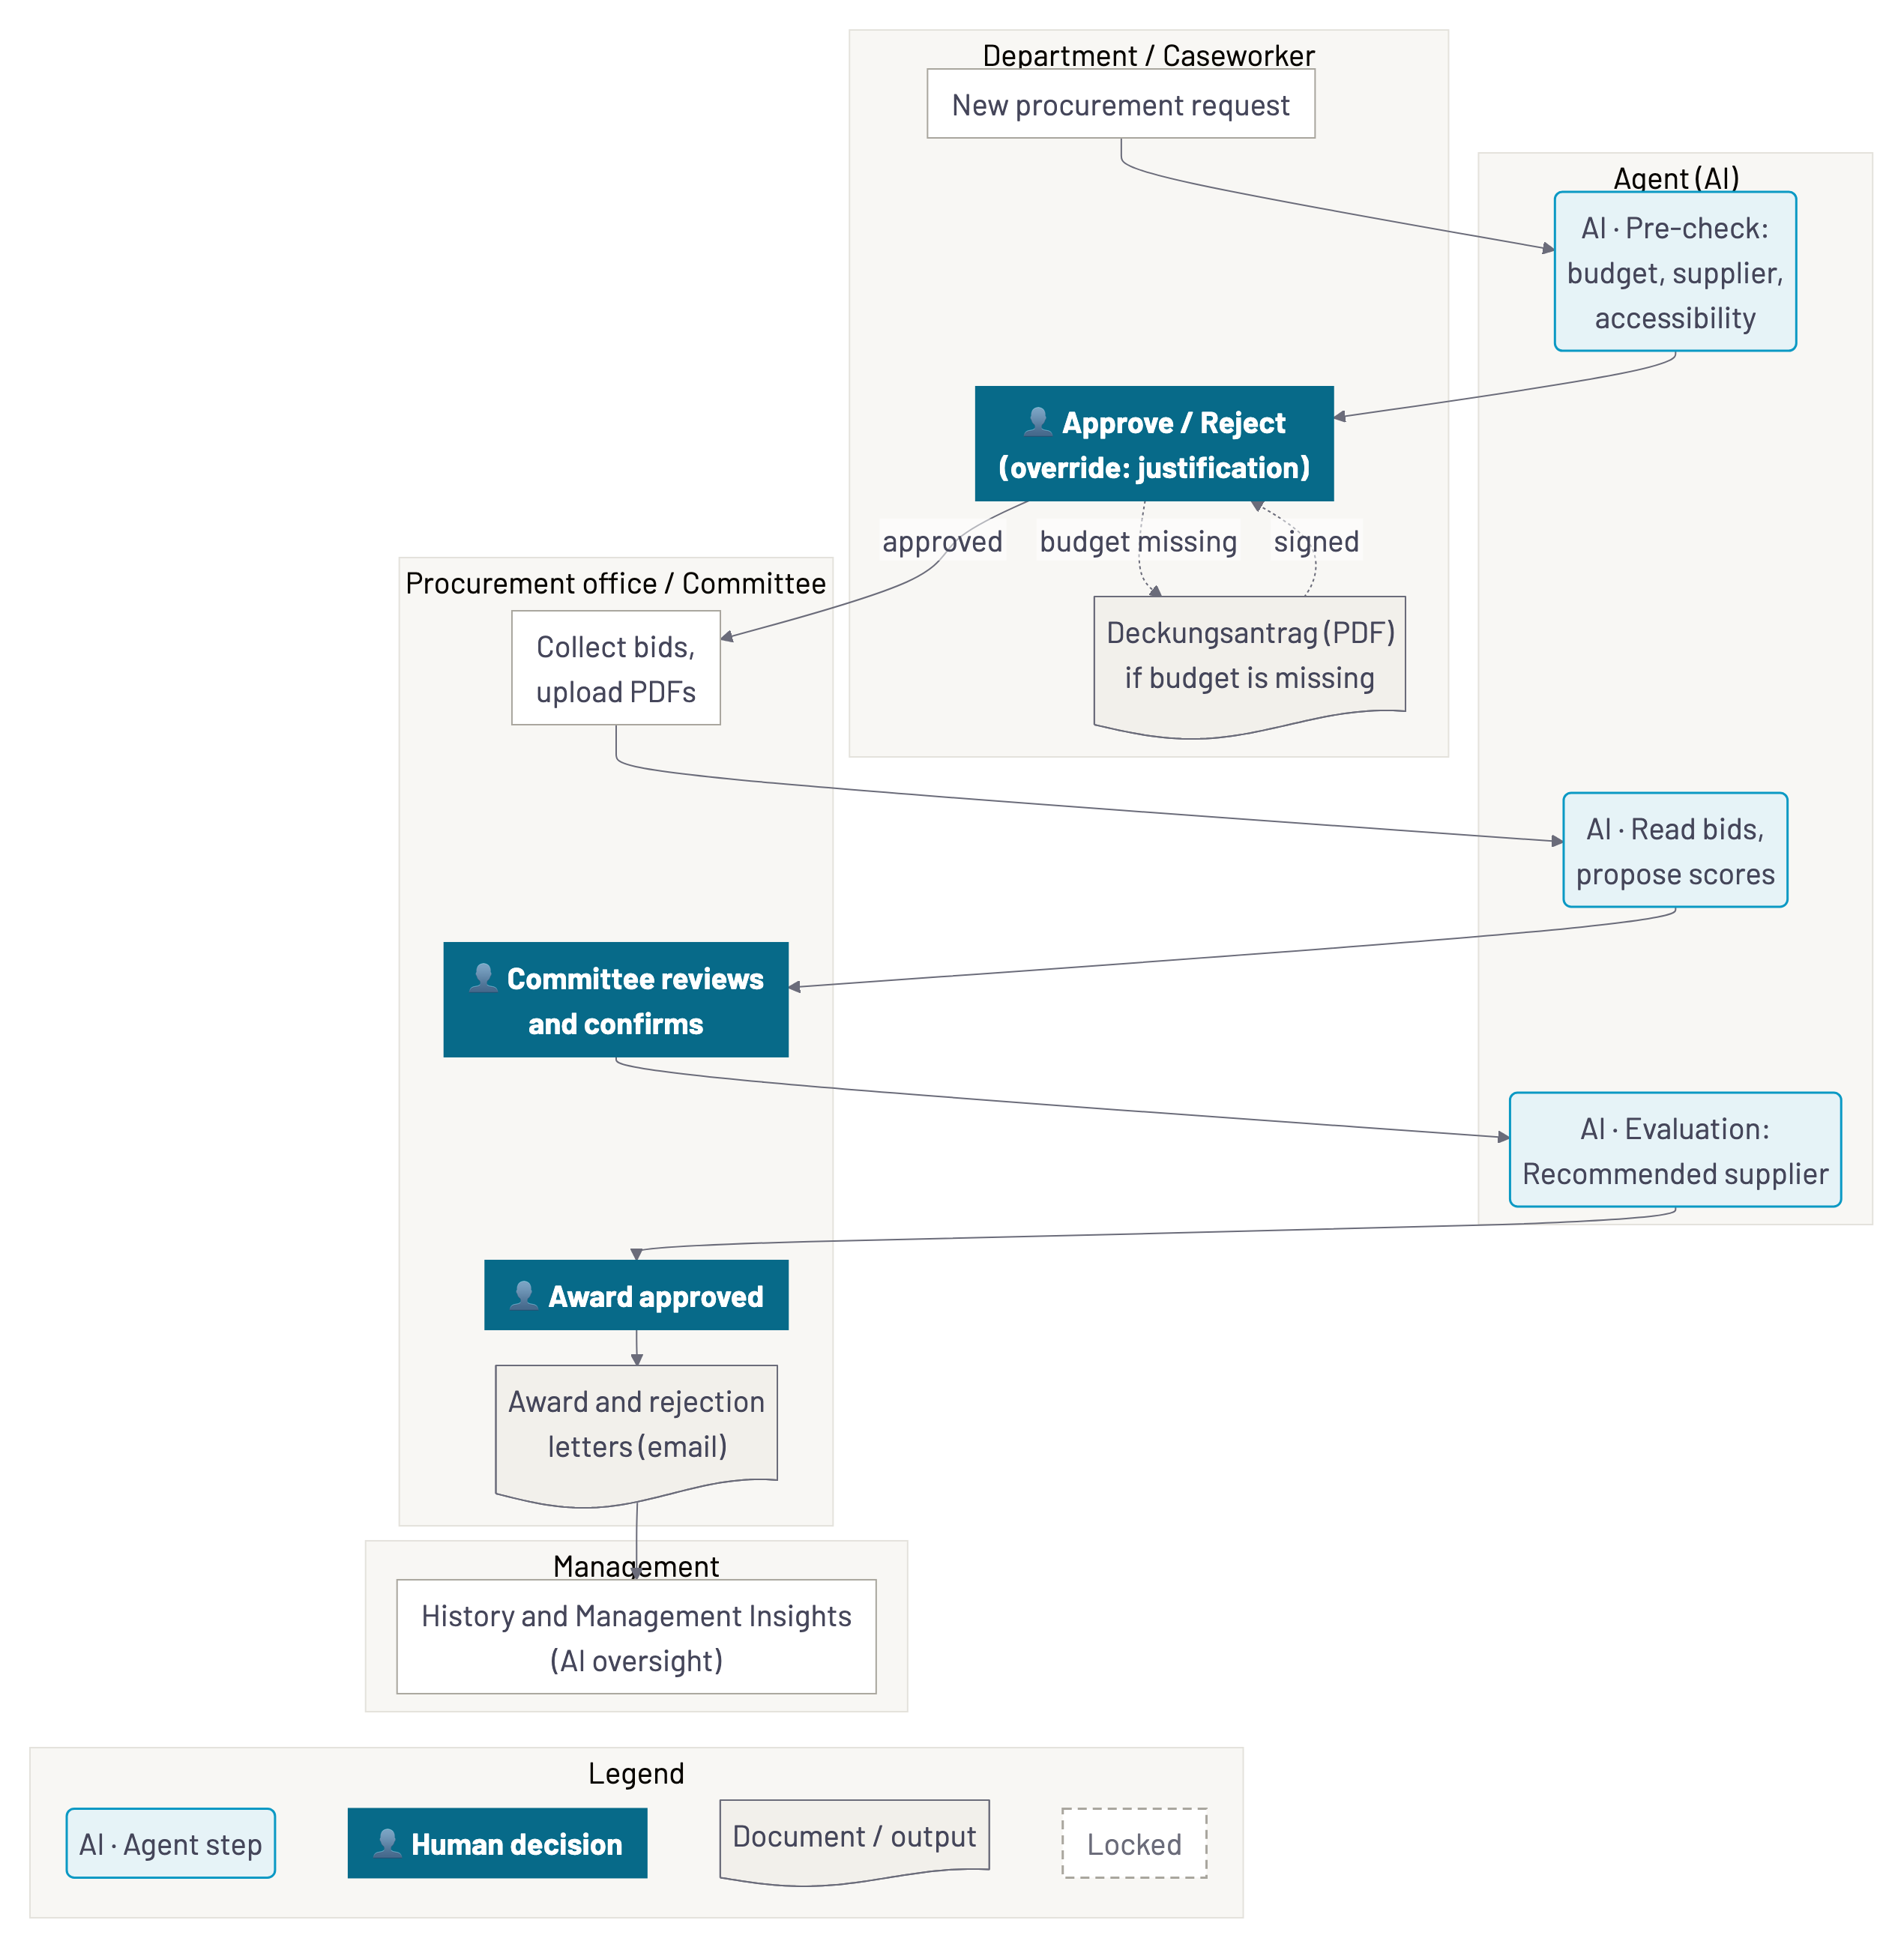 Department / Caseworker
New procurement request
Agent (AI)
AI · Pre-check:
budget, supplier,
accessibility
Approve / Reject
(override: justification)
approved
budget missing
signed
Procurement office / Committee
Collect bids,
upload PDFs
Deckungsantrag (PDF)
if budget is missing
AI · Read bids,
propose scores
Committee reviews
and confirms
AI · Evaluation:
Recommended supplier
Award approved
Award and rejection
letters (email)
Management
History and Management Insights
(AI oversight)
Legend
AI · Agent step
Human decision
Document / output
Locked